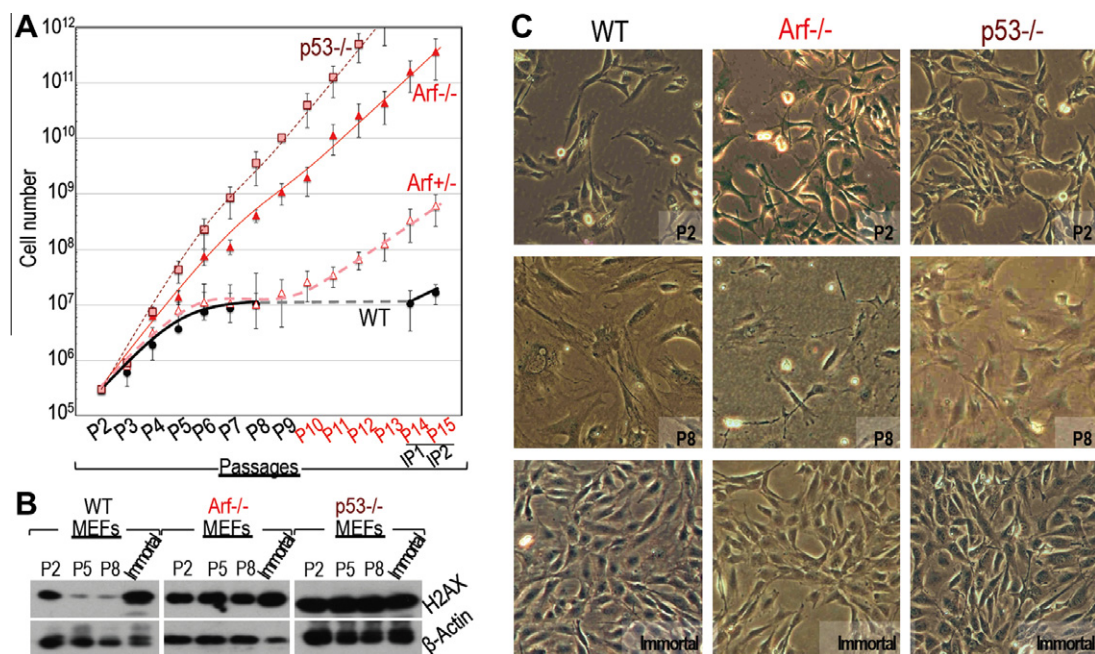 A
Cell number
10¹²
10¹¹
10¹⁰
10⁹
10⁸
10⁷
10⁶
10⁵
p53-/-
Arf-/-
Arf+/-
WT
P2 P3 P4 P5 P6 P7 P8 P9 P10 P11 P12 P13 P14 P15
IP1 IP2
Passages
B
WT Arf-/- p53-/-
MEFs MEFs MEFs
P2 P5 P8 Immortal P2 P5 P8 Immortal P2 P5 P8 Immortal
H2AX
β-Actin
C
WT Arf-/- p53-/-
P2 P2 P2
P8 P8 P8
Immortal Immortal Immortal